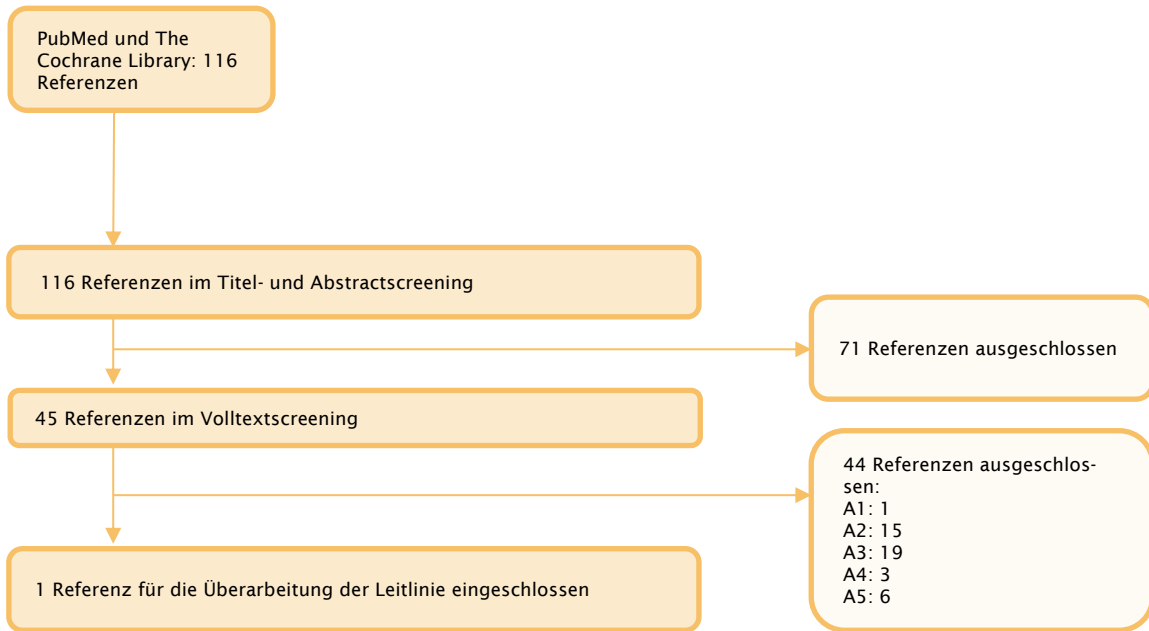 PubMed und The
Cochrane Library: 116
Referenzen
116 Referenzen im Titel- und Abstractscreening
71 Referenzen ausgeschlossen
45 Referenzen im Volltextscreening
44 Referenzen ausgeschlos-
sen:
A1: 1
A2: 15
A3: 19
A4: 3
A5: 6
1 Referenz für die Überarbeitung der Leitlinie eingeschlossen